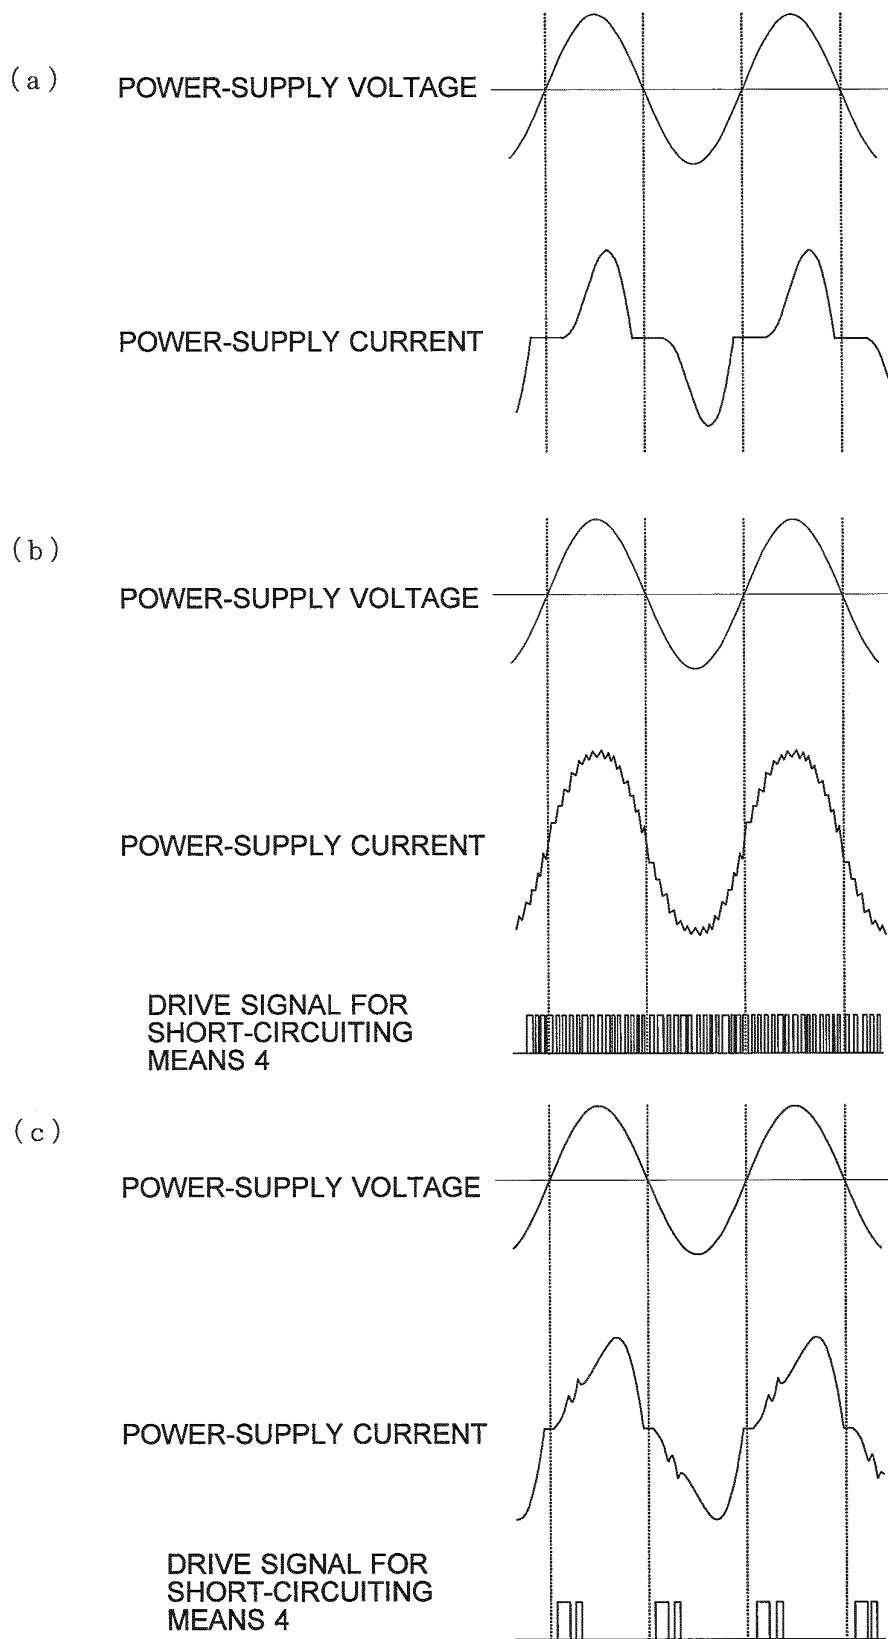 (a)
POWER-SUPPLY VOLTAGE
POWER-SUPPLY CURRENT
(b)
POWER-SUPPLY VOLTAGE
POWER-SUPPLY CURRENT
DRIVE SIGNAL FOR
SHORT-CIRCUITING
MEANS 4
(c)
POWER-SUPPLY VOLTAGE
POWER-SUPPLY CURRENT
DRIVE SIGNAL FOR
SHORT-CIRCUITING
MEANS 4